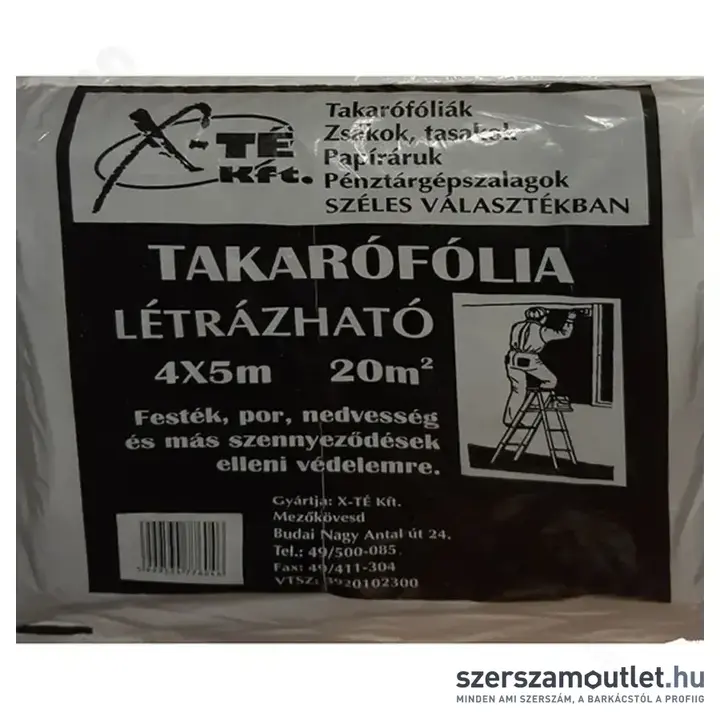 X-TÉ
Kft.
Takarófóliák
Zsákok, tasakok
Papíráruk
Pénztárgépszalagok
SZÉLES VÁLASZTÉKBAN
TAKARÓFÓLIA
LÉTRÁZHATÓ
4X5m 20m²
Festék, por, nedvesség
és más szennyeződések
elleni védelemre.
Gyártja: X-TÉ Kft.
Mezőkövesd
Budai Nagy Antal út 24.
Tel.: 49/500-085
Fax: 49/411-304
VTSZ: 3920102300
szerszamoutlet.hu
MINDEN AMI SZERSZÁM, A BARKÁCSTÓL A PROFIIG